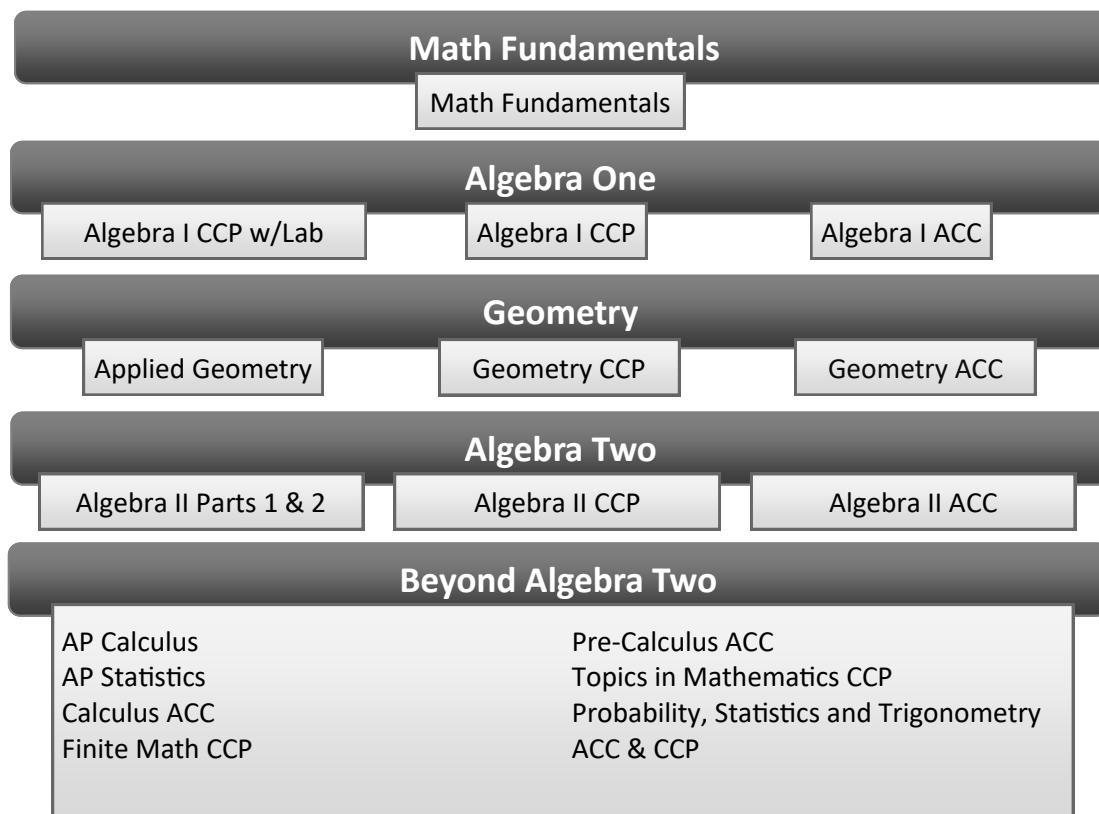 Math Fundamentals
Math Fundamentals
Algebra One
Algebra I CCP w/Lab
Algebra I CCP
Algebra I ACC
Geometry
Applied Geometry
Geometry CCP
Geometry ACC
Algebra Two
Algebra II Parts 1 & 2
Algebra II CCP
Algebra II ACC
Beyond Algebra Two
AP Calculus
AP Statistics
Calculus ACC
Finite Math CCP
Pre-Calculus ACC
Topics in Mathematics CCP
Probability, Statistics and Trigonometry
ACC & CCP